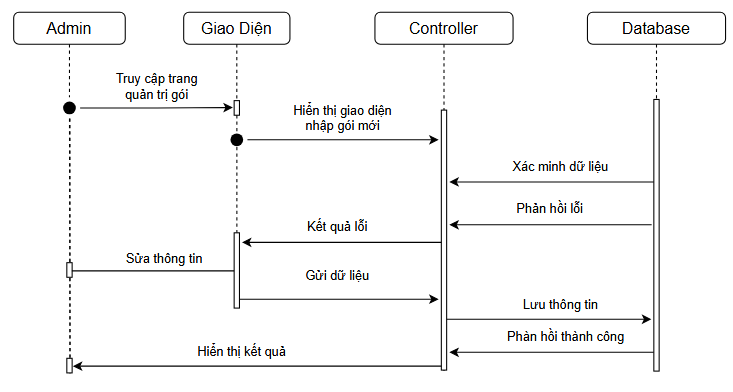 Admin
Giao Diện
Controller
Database
Truy cập trang
quản trị gói
Hiển thị giao diện
nhập gói mới
Xác minh dữ liệu
Phản hồi lỗi
Kết quả lỗi
Sửa thông tin
Gửi dữ liệu
Lưu thông tin
Phản hồi thành công
Hiển thị kết quả